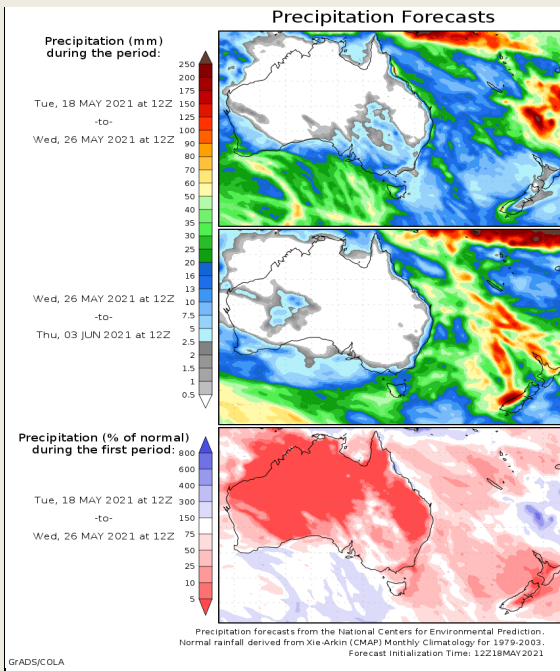 Precipitation Forecasts
Precipitation (mm)
during the period:
Tue, 18 MAY 2021 at 12Z
-to-
Wed, 26 MAY 2021 at 12Z
250
200
175
150
125
100
90
80
70
60
50
40
35
30
25
20
16
13
10
7.5
5
2.5
2
1.5
1
0.5
Wed, 26 MAY 2021 at 12Z
-to-
Thu, 03 JUN 2021 at 12Z
Precipitation (% of normal)
during the first period:
Tue, 18 MAY 2021 at 12Z
-to-
Wed, 26 MAY 2021 at 12Z
800
600
400
300
150
75
50
25
10
5
Precipitation forecasts from the National Centers for Environmental Prediction.
Normal rainfall derived from Xie-Arkin (CMAP) Monthly Climatology for 1979-2003.
Forecast Initialization Time: 12Z18MAY2021
GrADS/COLA